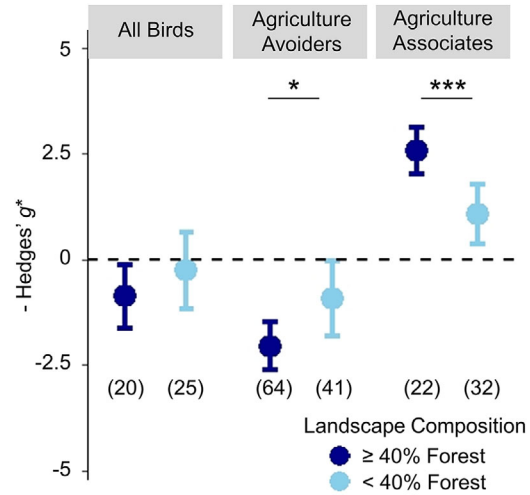 All Birds
Agriculture
Avoiders
Agriculture
Associates
*
***
5
2.5
0
-2.5
-5
- Hedges' g*
(20)
(25)
(64)
(41)
(22)
(32)
Landscape Composition
≥ 40% Forest
< 40% Forest